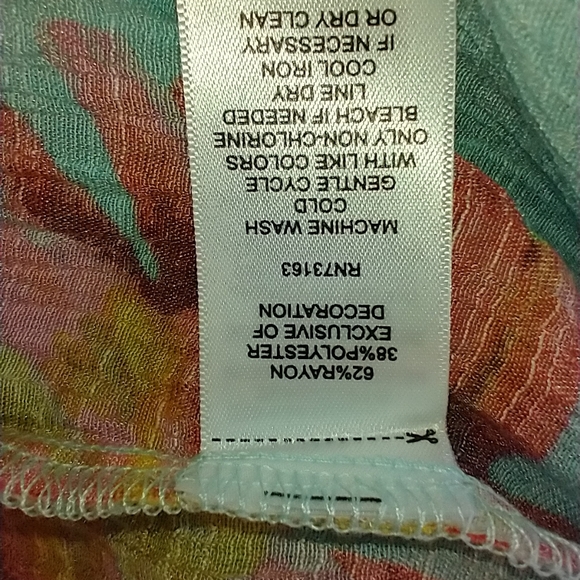 62%RAYON
38%POLYESTER
EXCLUSIVE OF
DECORATION
RN73163
MACHINE WASH
COLD
GENTLE CYCLE
WITH LIKE COLORS
ONLY NON-CHLORINE
BLEACH IF NEEDED
LINE DRY
COOL IRON
IF NECESSARY
OR DRY CLEAN